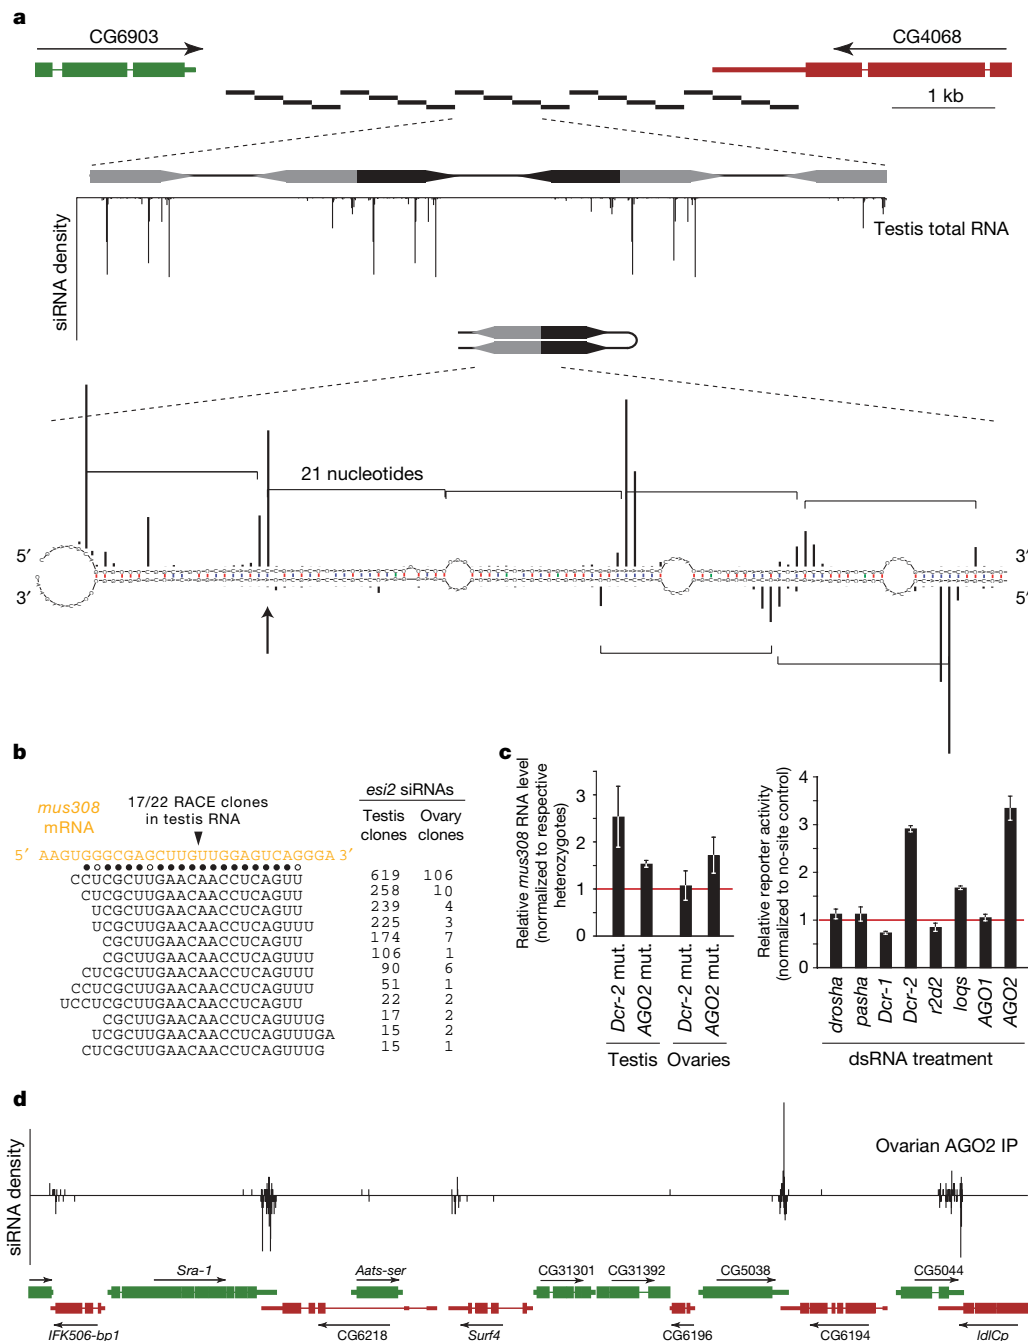 a
CG6903
CG4068
1 kb
siRNA density
Testis total RNA
21 nucleotides
5′
3′
3′
5′
b
mus308
mRNA
17/22 RACE clones
in testis RNA
esi2 siRNAs
Testis
clones
Ovary
clones
5′ AAGUGGGCGAGCUUGUUGGAGUCAGGGA 3′
CCUCGCUUGAACAACCUCAGUU 619 106
CUCGCUUGAACAACCUCAGUU 258 10
UCGCUUGAACAACCUCAGUU 239 4
UCGCUUGAACAACCUCAGUUU 225 3
CGCUUGAACAACCUCAGUU 174 7
CGCUUGAACAACCUCAGUUU 106 1
CUCGCUUGAACAACCUCAGUUU 90 6
CCUCGCUUGAACAACCUCAGUUU 51 1
UCCUCGCUUGAACAACCUCAGUU 22 2
CGCUUGAACAACCUCAGUUUG 17 2
UCGCUUGAACAACCUCAGUUUGA 15 2
CUCGCUUGAACAACCUCAGUUUG 15 1
c
Relative mus308 RNA level
(normalized to respective
heterozygotes)
3
2
1
0
Dcr-2 mut.
AGO2 mut.
Dcr-2 mut.
AGO2 mut.
Testis
Ovaries
Relative reporter activity
(normalized to no-site control)
4
3
2
1
0
drosha
pasha
Dcr-1
Dcr-2
r2d2
loqs
AGO1
AGO2
dsRNA treatment
d
siRNA density
Ovarian AGO2 IP
Sra-1
Aats-ser
CG31301
CG31392
CG5038
CG5044
IFK506-bp1
CG6218
Surf4
CG6196
CG6194
ldlCp